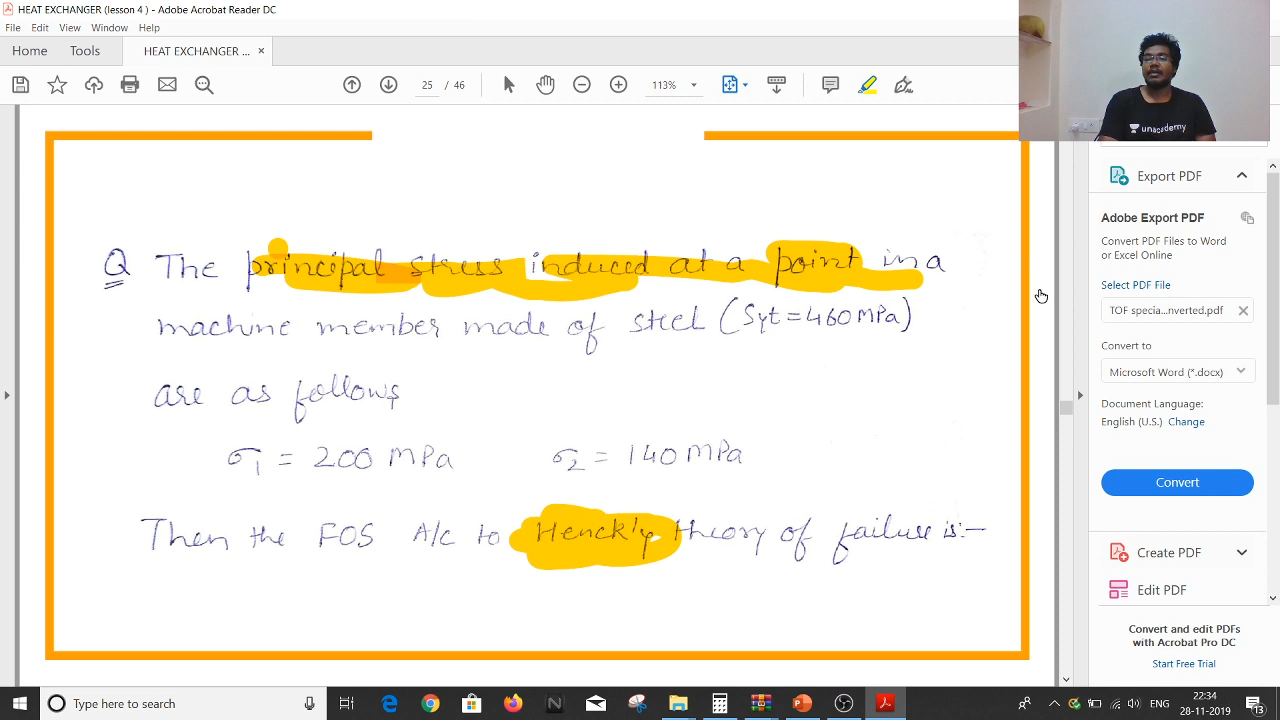 HEAT EXCHANGER (lesson 4 ) - Adobe Acrobat Reader DC
File Edit View Window Help
Home Tools HEAT EXCHANGER ... ×
25 / 46 113%
unacademy
Export PDF
Adobe Export PDF
Convert PDF Files to Word
or Excel Online
Select PDF File
TOF specia...nverted.pdf
Convert to
Microsoft Word (*.docx)
Document Language:
English (U.S.) Change
Convert
Create PDF
Edit PDF
Convert and edit PDFs
with Acrobat Pro DC
Start Free Trial
Q The principal stress induced at a point in a
machine member made of steel (Syt = 460 MPa)
are as follows
σ1 = 200 MPa σ2 = 140 MPa
Then the FOS A/c to Henck'y theory of failure is:-
Type here to search
ENG
22:34
28-11-2019